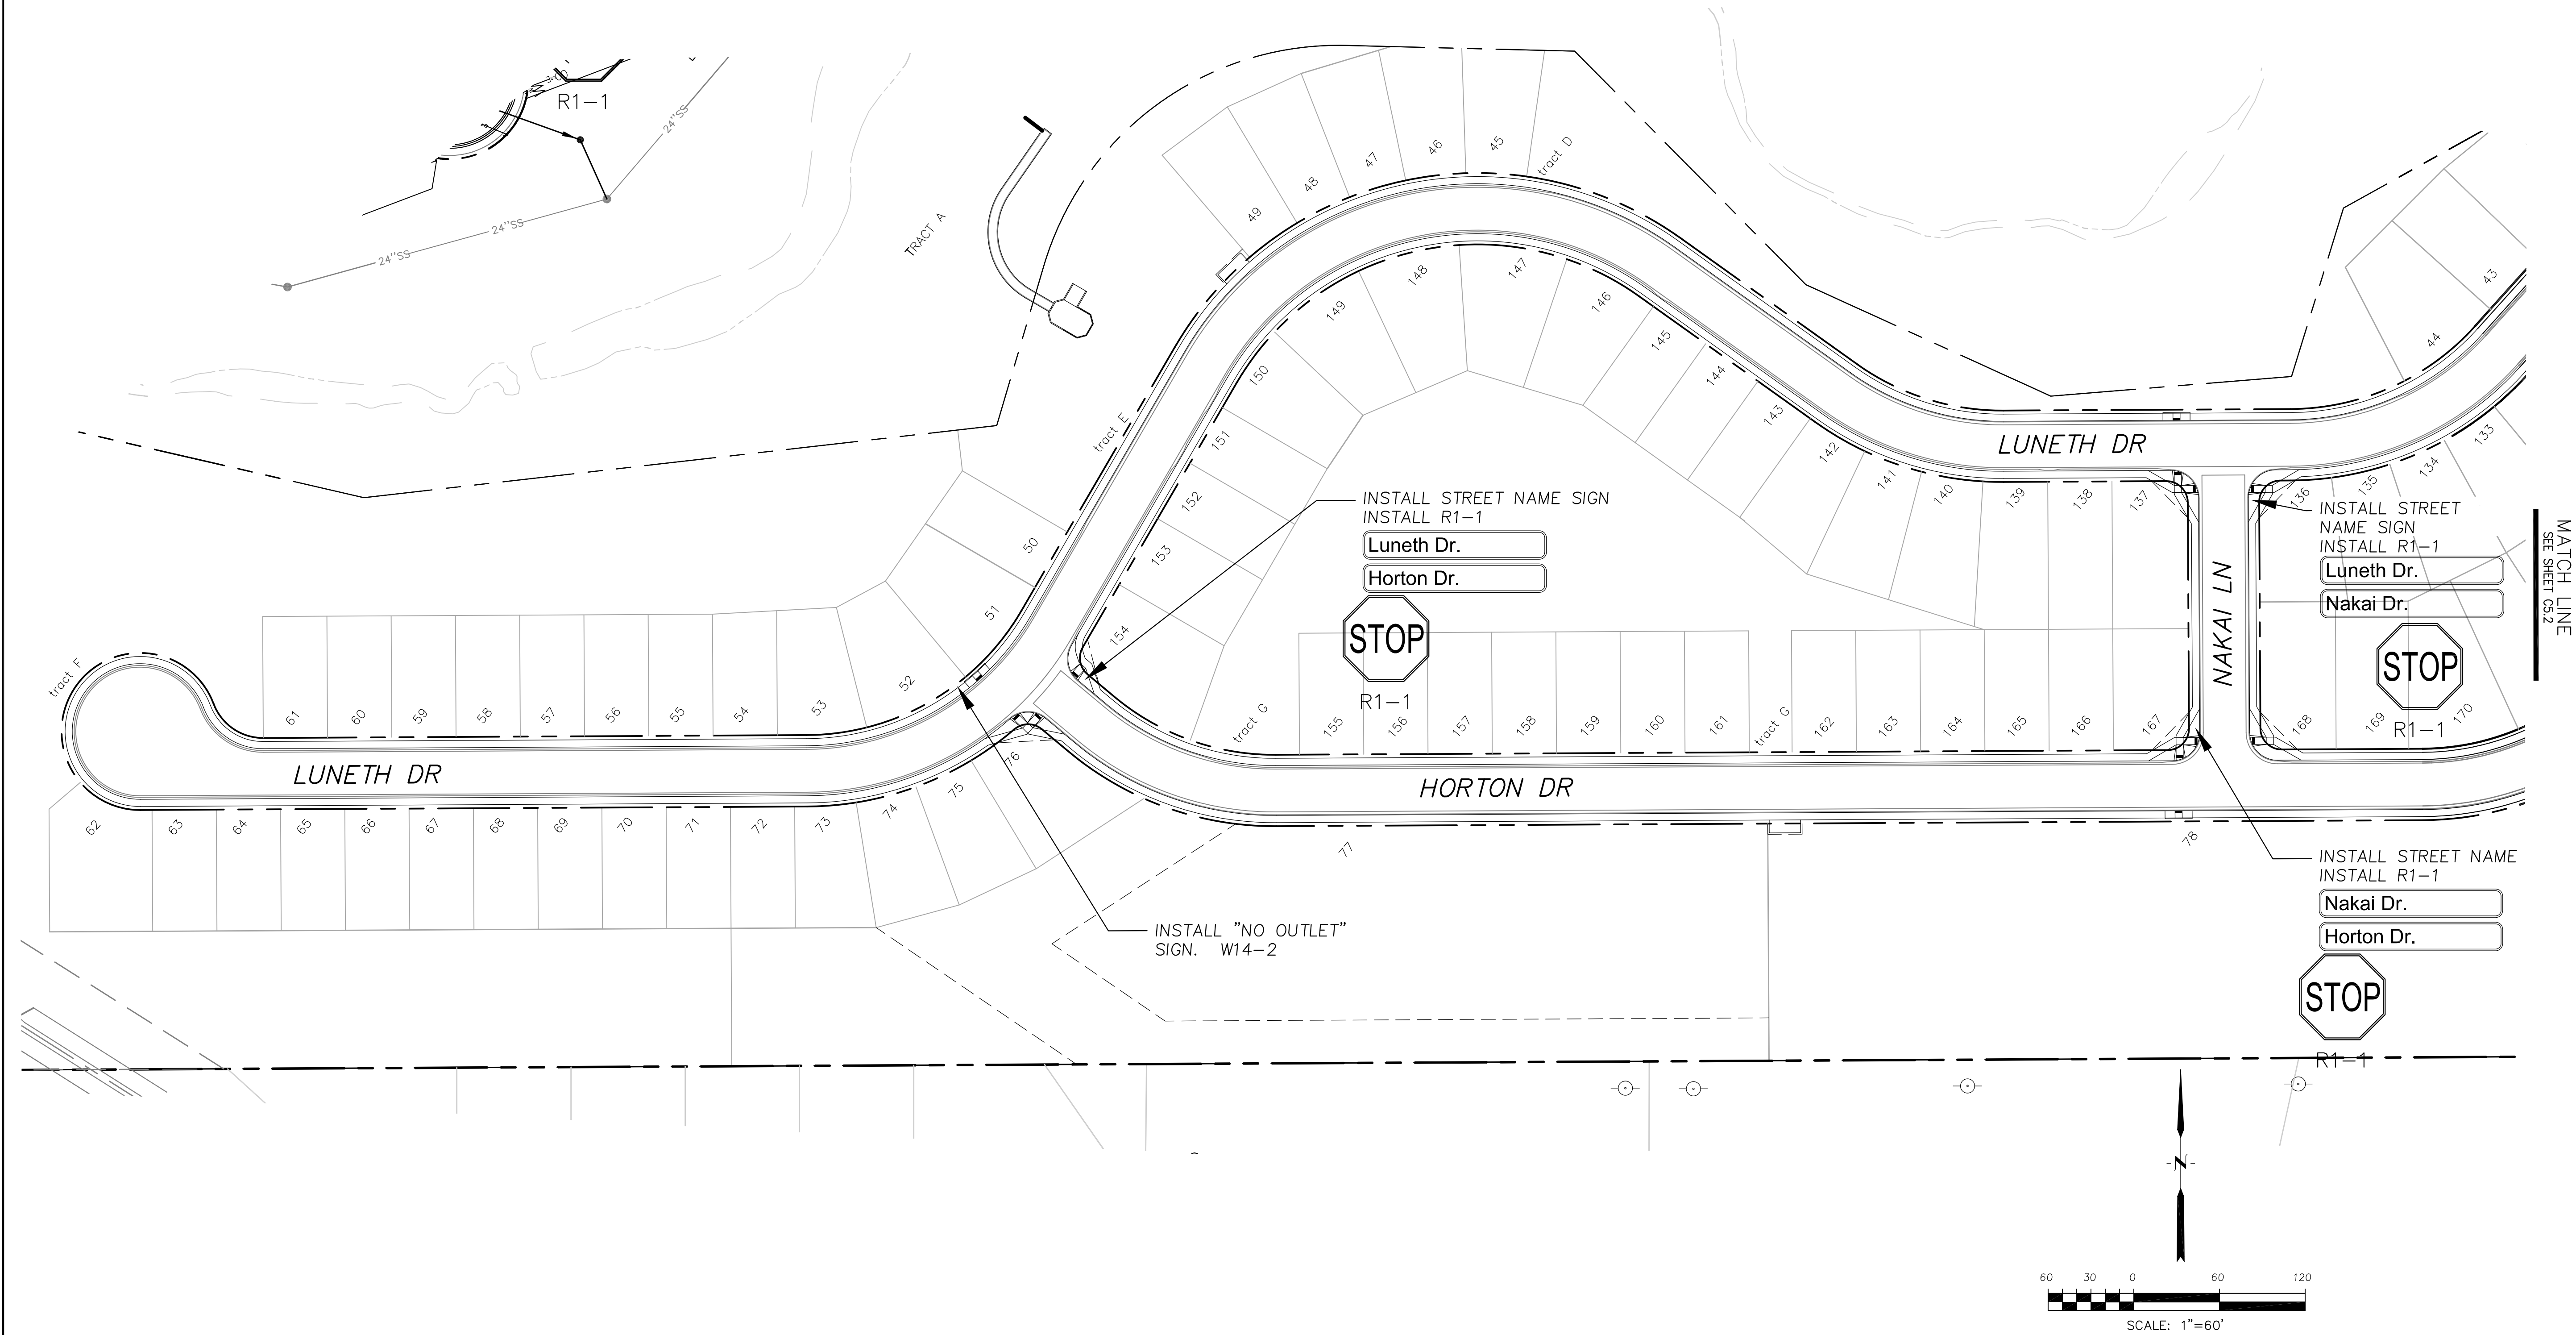 R1-1
24"SS
24"SS
24"SS
TRACT A
49
48
47
46
45
tract D
148
147
149
146
145
150
144
143
142
141
140
139
138
137
151
152
153
154
tract E
50
51
52
43
44
133
134
135
136
LUNETH DR
INSTALL STREET NAME SIGN
INSTALL R1-1
Luneth Dr.
Horton Dr.
STOP
R1-1
INSTALL STREET
NAME SIGN
INSTALL R1-1
Luneth Dr.
Nakai Dr.
STOP
R1-1
MATCH LINE
SEE SHEET C5.2
NAKAI LN
tract F
61
60
59
58
57
56
55
54
53
tract G
155
156
157
158
159
160
161
tract G
162
163
164
165
166
167
168
169
170
LUNETH DR
HORTON DR
62
63
64
65
66
67
68
69
70
71
72
73
74
75
76
77
78
INSTALL "NO OUTLET"
SIGN. W14-2
INSTALL STREET NAME
INSTALL R1-1
Nakai Dr.
Horton Dr.
STOP
R1-1
N
60 30 0 60 120
SCALE: 1"=60'